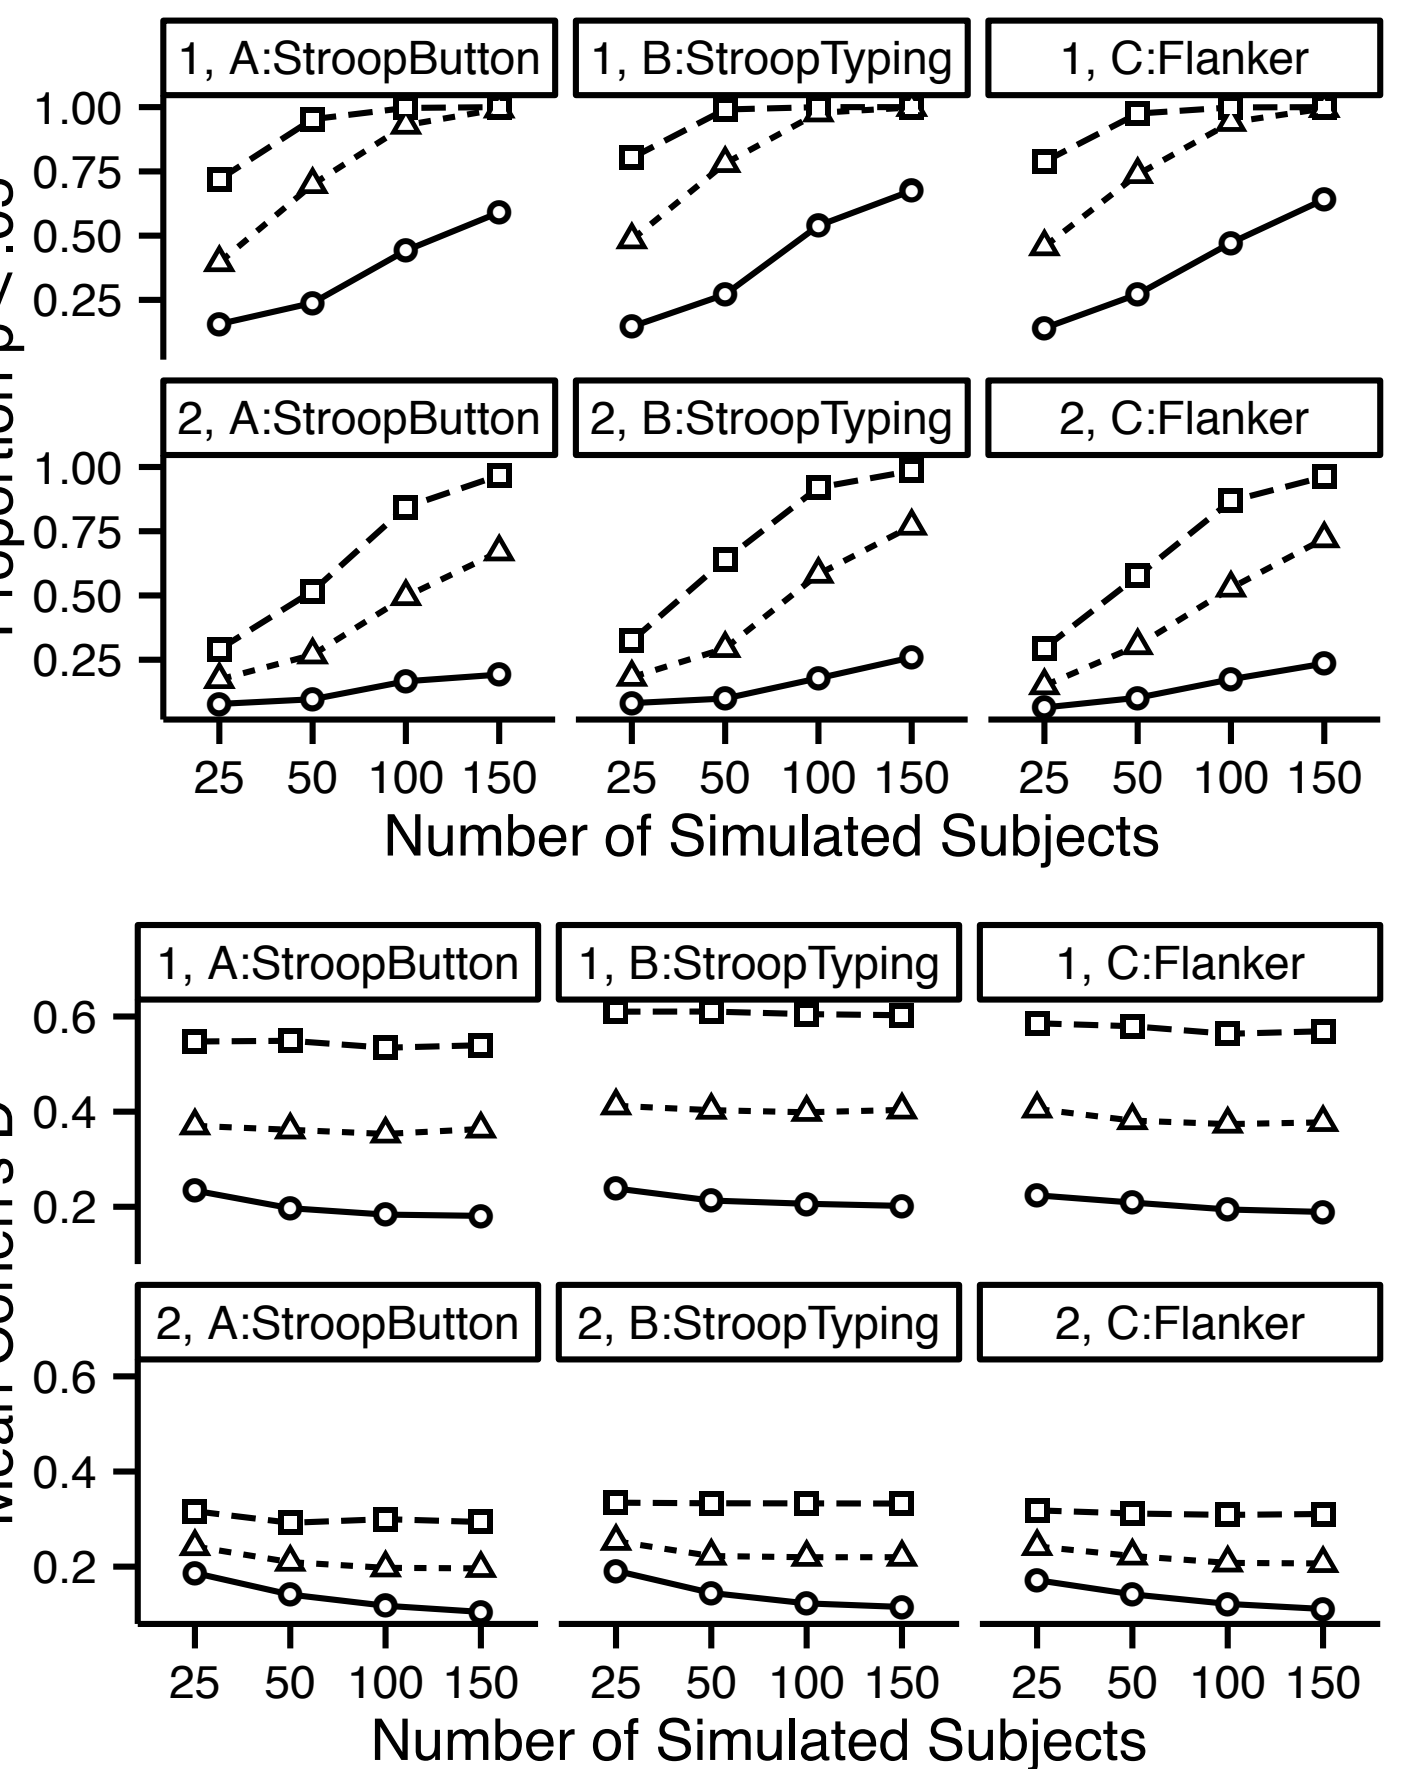 1, A:StroopButton 1, B:StroopTyping 1, C:Flanker
1.00
0.75
0.50
0.25
2, A:StroopButton 2, B:StroopTyping 2, C:Flanker
1.00
0.75
0.50
0.25
25 50 100 150 25 50 100 150 25 50 100 150
Number of Simulated Subjects
1, A:StroopButton 1, B:StroopTyping 1, C:Flanker
0.6
0.4
0.2
2, A:StroopButton 2, B:StroopTyping 2, C:Flanker
0.6
0.4
0.2
25 50 100 150 25 50 100 150 25 50 100 150
Number of Simulated Subjects